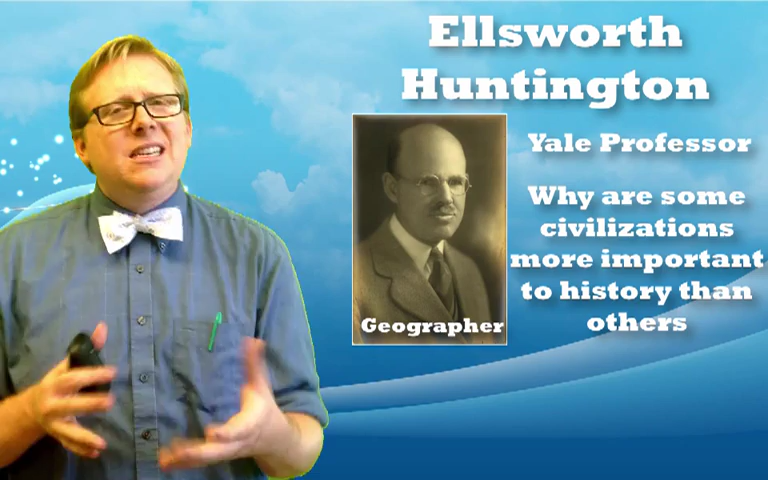 Ellsworth
Huntington
Yale Professor
Why are some
civilizations
more important
to history than
others
Geographer